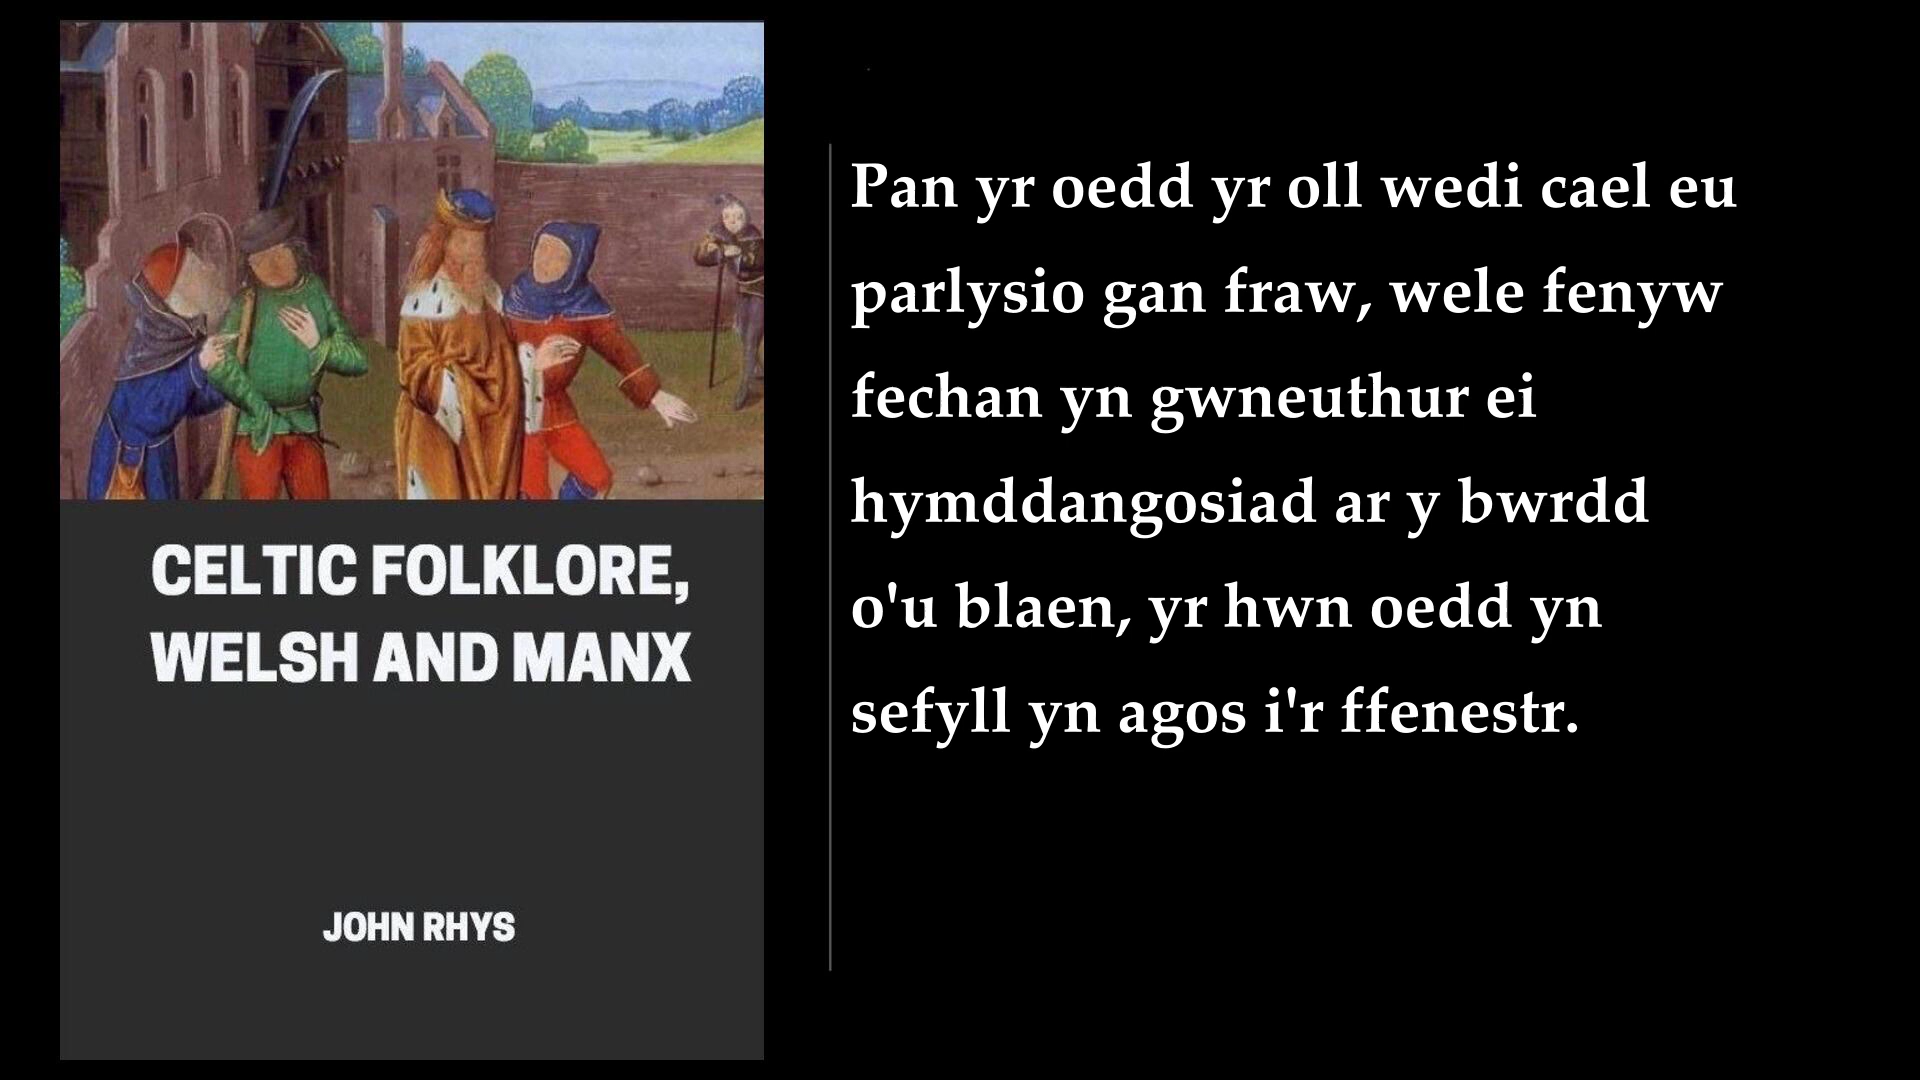 CELTIC FOLKLORE,
WELSH AND MANX
JOHN RHYS
Pan yr oedd yr oll wedi cael eu
parlysio gan fraw, wele fenyw
fechan yn gwneuthur ei
hymddangosiad ar y bwrdd
o'u blaen, yr hwn oedd yn
sefyll yn agos i'r ffenestr.